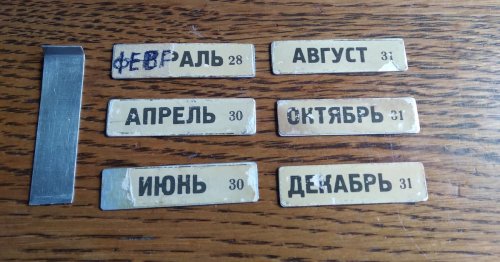 ФЕВРАЛЬ 28
АВГУСТ 31
АПРЕЛЬ 30
ОКТЯБРЬ 31
ИЮНЬ 30
ДЕКАБРЬ 31